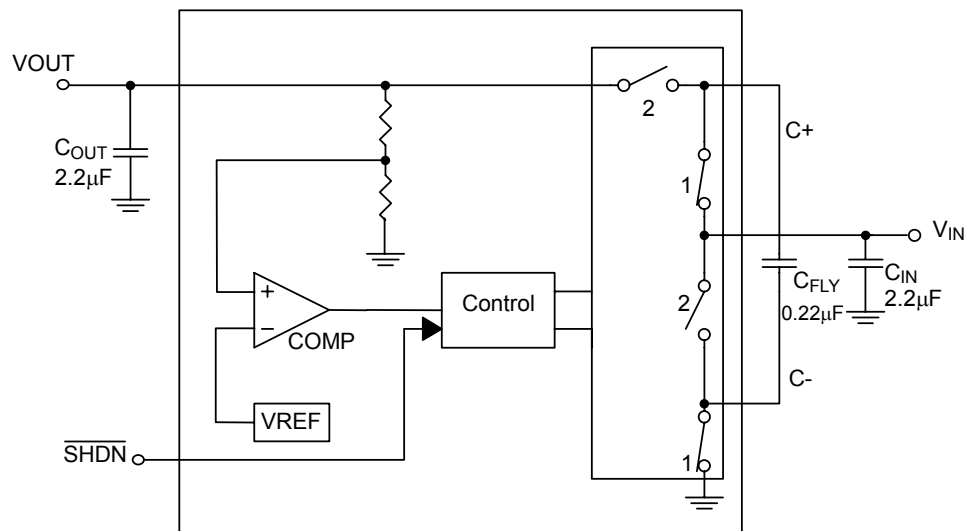 VOUT
COUT
2.2μF
2
C+
1
VIN
CFLY
0.22μF
CIN
2.2μF
2
+
−
COMP
Control
C-
VREF
SHDN
1